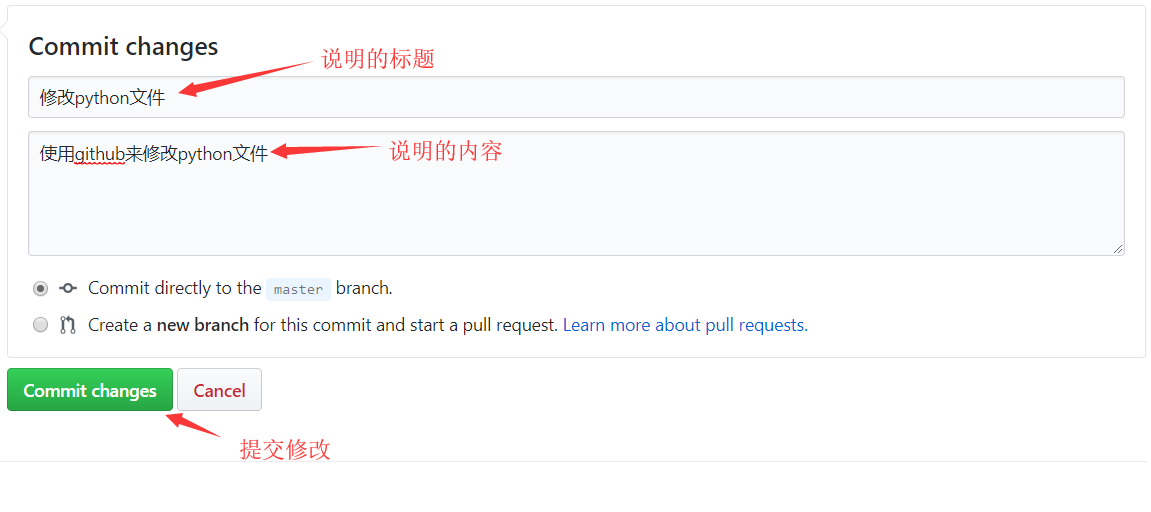 Commit changes
说明的标题
修改python文件
使用github来修改python文件
说明的内容
Commit directly to the master branch.
Create a new branch for this commit and start a pull request. Learn more about pull requests.
Commit changes
Cancel
提交修改